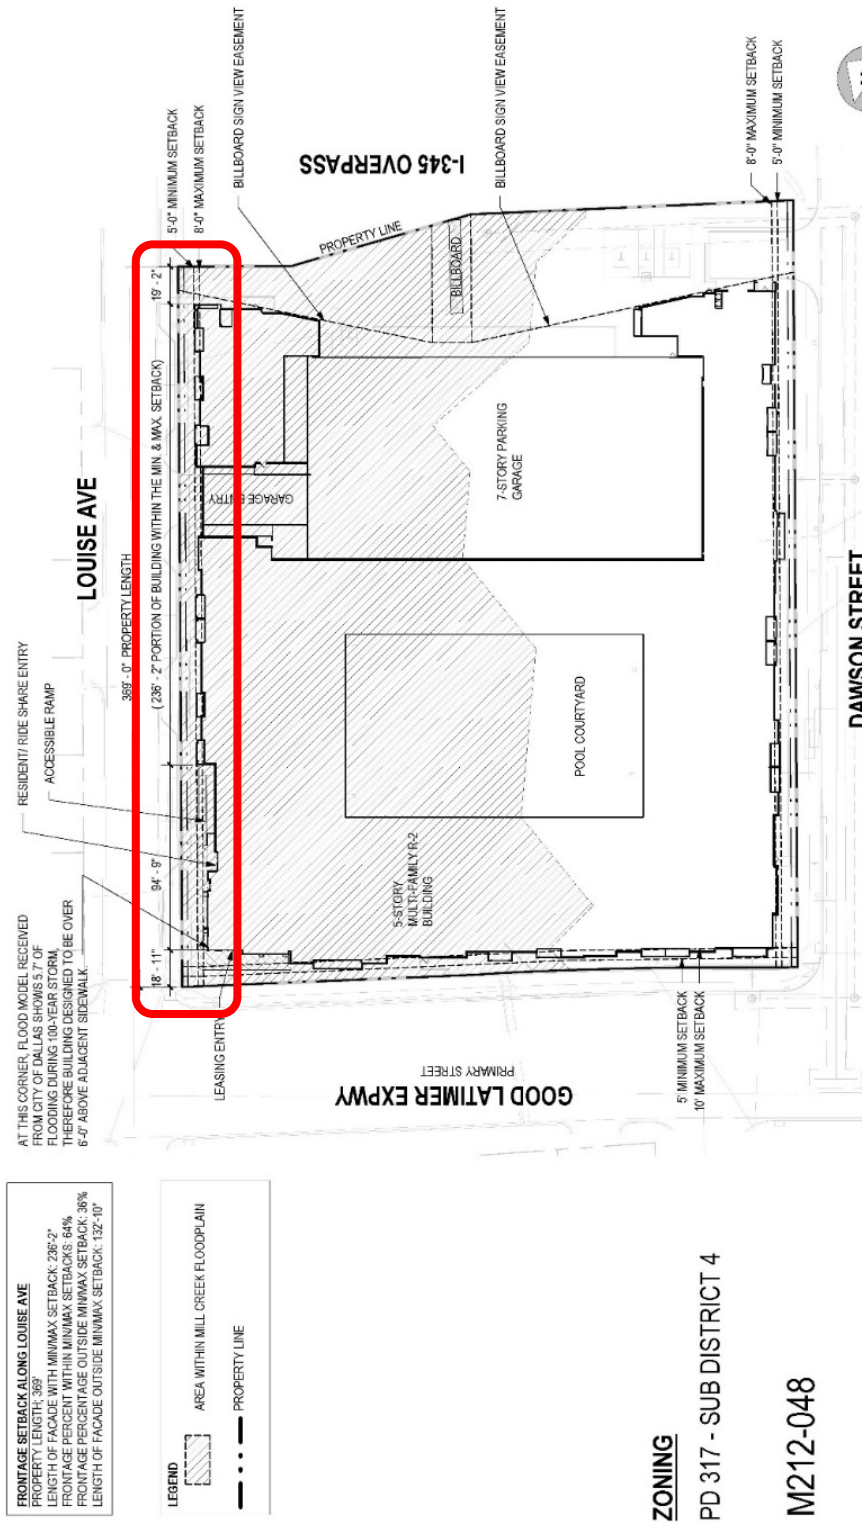 AT THIS CORNER, FLOOD MODEL RECEIVED
FROM CITY OF DALLAS SHOWS 5.7' OF
FLOODING DURING 100-YEAR STORM,
THEREFORE BUILDING DESIGNED TO BE OVER
6'-0" ABOVE ADJACENT SIDEWALK.
RESIDENT/ RIDE SHARE ENTRY
ACCESSIBLE RAMP
LOUISE AVE
369' - 0" PROPERTY LENGTH
18' - 11"
94' - 9"
( 236' - 2" PORTION OF BUILDING WITHIN THE MIN. & MAX. SETBACK)
19' - 2"
5'-0" MINIMUM SETBACK
8'-0" MAXIMUM SETBACK
BILLBOARD SIGN VIEW EASEMENT
LEASING ENTRY
GARAGE ENTRY
PROPERTY LINE
I-345 OVERPASS
BILLBOARD
BILLBOARD SIGN VIEW EASEMENT
7-STORY PARKING
GARAGE
5-STORY
MULTI-FAMILY R-2
BUILDING
POOL COURTYARD
GOOD LATIMER EXPWY
PRIMARY STREET
5' MINIMUM SETBACK
10' MAXIMUM SETBACK
8'-0" MAXIMUM SETBACK
5'-0" MINIMUM SETBACK
DAWSON STREET
FRONTAGE SETBACK ALONG LOUISE AVE
PROPERTY LENGTH: 369'
LENGTH OF FACADE WITH MIN/MAX SETBACK: 236'-2"
FRONTAGE PERCENT WITHIN MIN/MAX SETBACKS: 64%
FRONTAGE PERCENTAGE OUTSIDE MIN/MAX SETBACK: 36%
LENGTH OF FACADE OUTSIDE MIN/MAX SETBACK: 132'-10"
LEGEND
AREA WITHIN MILL CREEK FLOODPLAIN
PROPERTY LINE
ZONING
PD 317 - SUB DISTRICT 4
M212-048